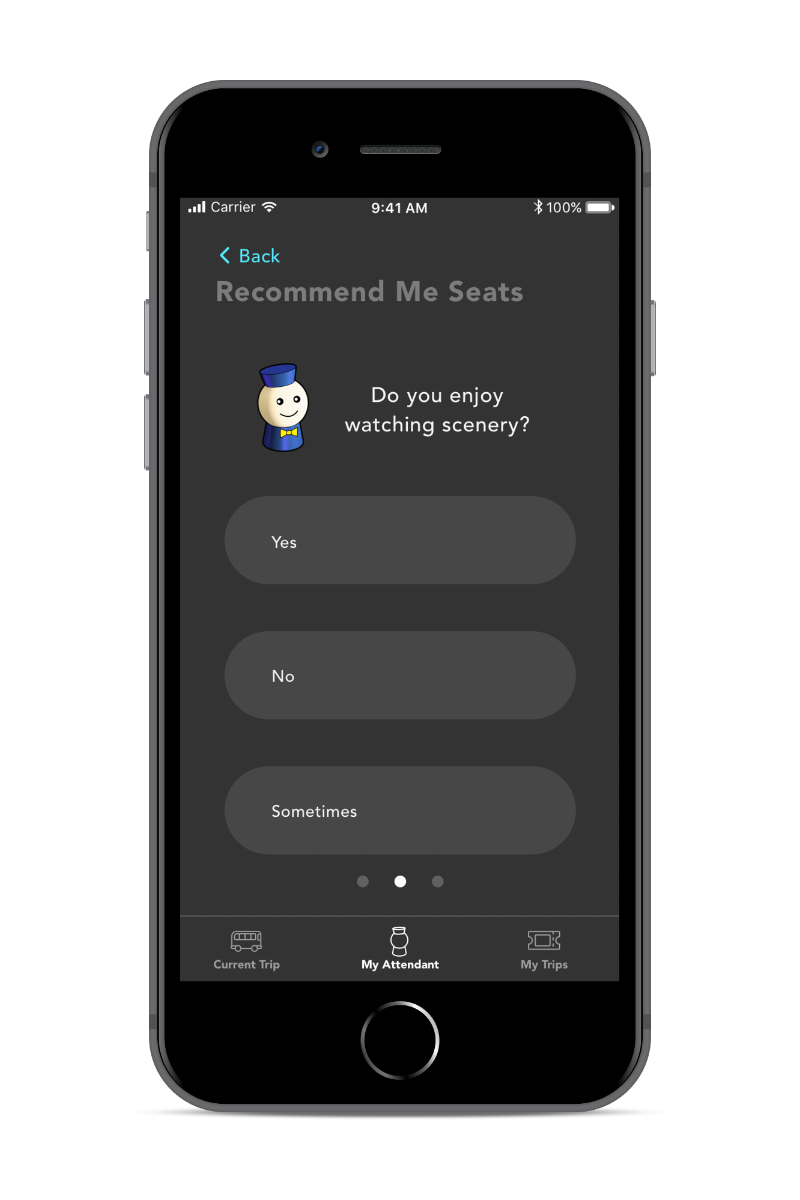 Carrier
9:41 AM
100%
Back
Recommend Me Seats
Do you enjoy
watching scenery?
Yes
No
Sometimes
Current Trip
My Attendant
My Trips